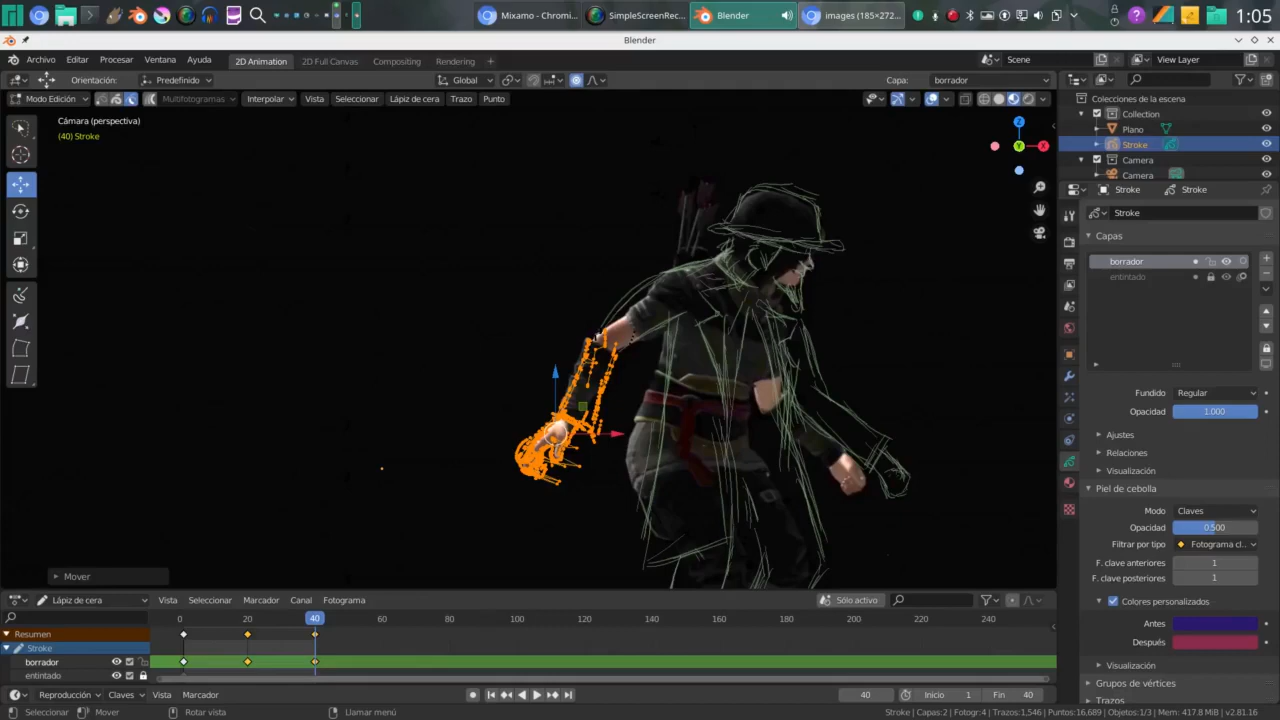 Mixamo - Chromi...
SimpleScreenRec...
Blender
images (185×272...
1:05
Blender
Archivo Editar Procesar Ventana Ayuda
2D Animation 2D Full Canvas Compositing Rendering
Scene
View Layer
Orientación: Predefinido
Global
Capa: borrador
Modo Edición
Multifotogramas
Interpolar
Vista Seleccionar Lápiz de cera Trazo Punto
Cámara (perspectiva)
(40) Stroke
Z
Y
X
Colecciones de la escena
Collection
Plano
Stroke
Camera
Camera
Stroke
Stroke
Stroke
Capas
borrador
entintado
Fundido Regular
Opacidad 1.000
Ajustes
Relaciones
Visualización
Piel de cebolla
Modo Claves
Opacidad 0.500
Filtrar por tipo Fotograma cl...
F. clave anteriores 1
F. clave posteriores 1
Colores personalizados
Antes
Después
Visualización
Grupos de vértices
Trazos
Mover
Lápiz de cera
Vista Seleccionar Marcador Canal Fotograma
Sólo activo
0 20 40 60 80 100 120 140 160 180 200 220 240
Resumen
Stroke
borrador
entintado
Reproducción Claves Vista Marcador
40
Inicio 1
Fin 40
Seleccionar
Mover
Rotar vista
Llamar menú
Stroke | Capas:2 | Fotogr:4 | Trazos:1,546 | Puntos:16,689 | Objetos:1/3 | Mem: 417.8 MiB | v2.81.16